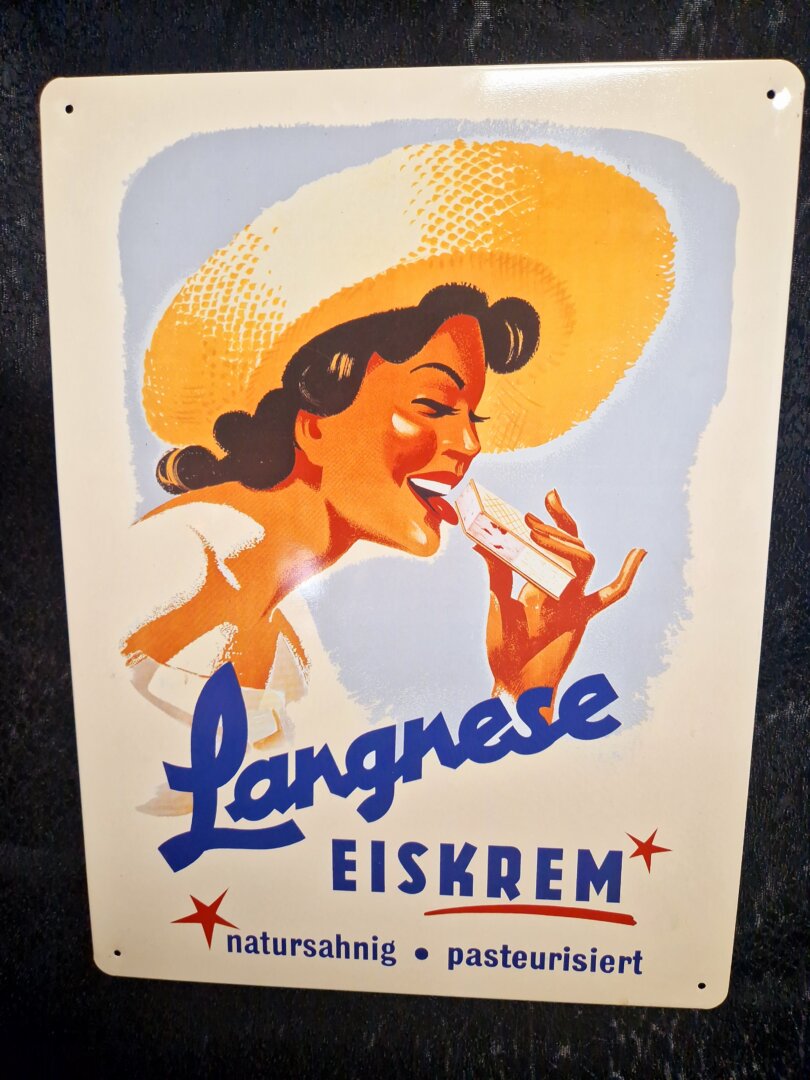 Langnese
EISKREM
natursahnig • pasteurisiert